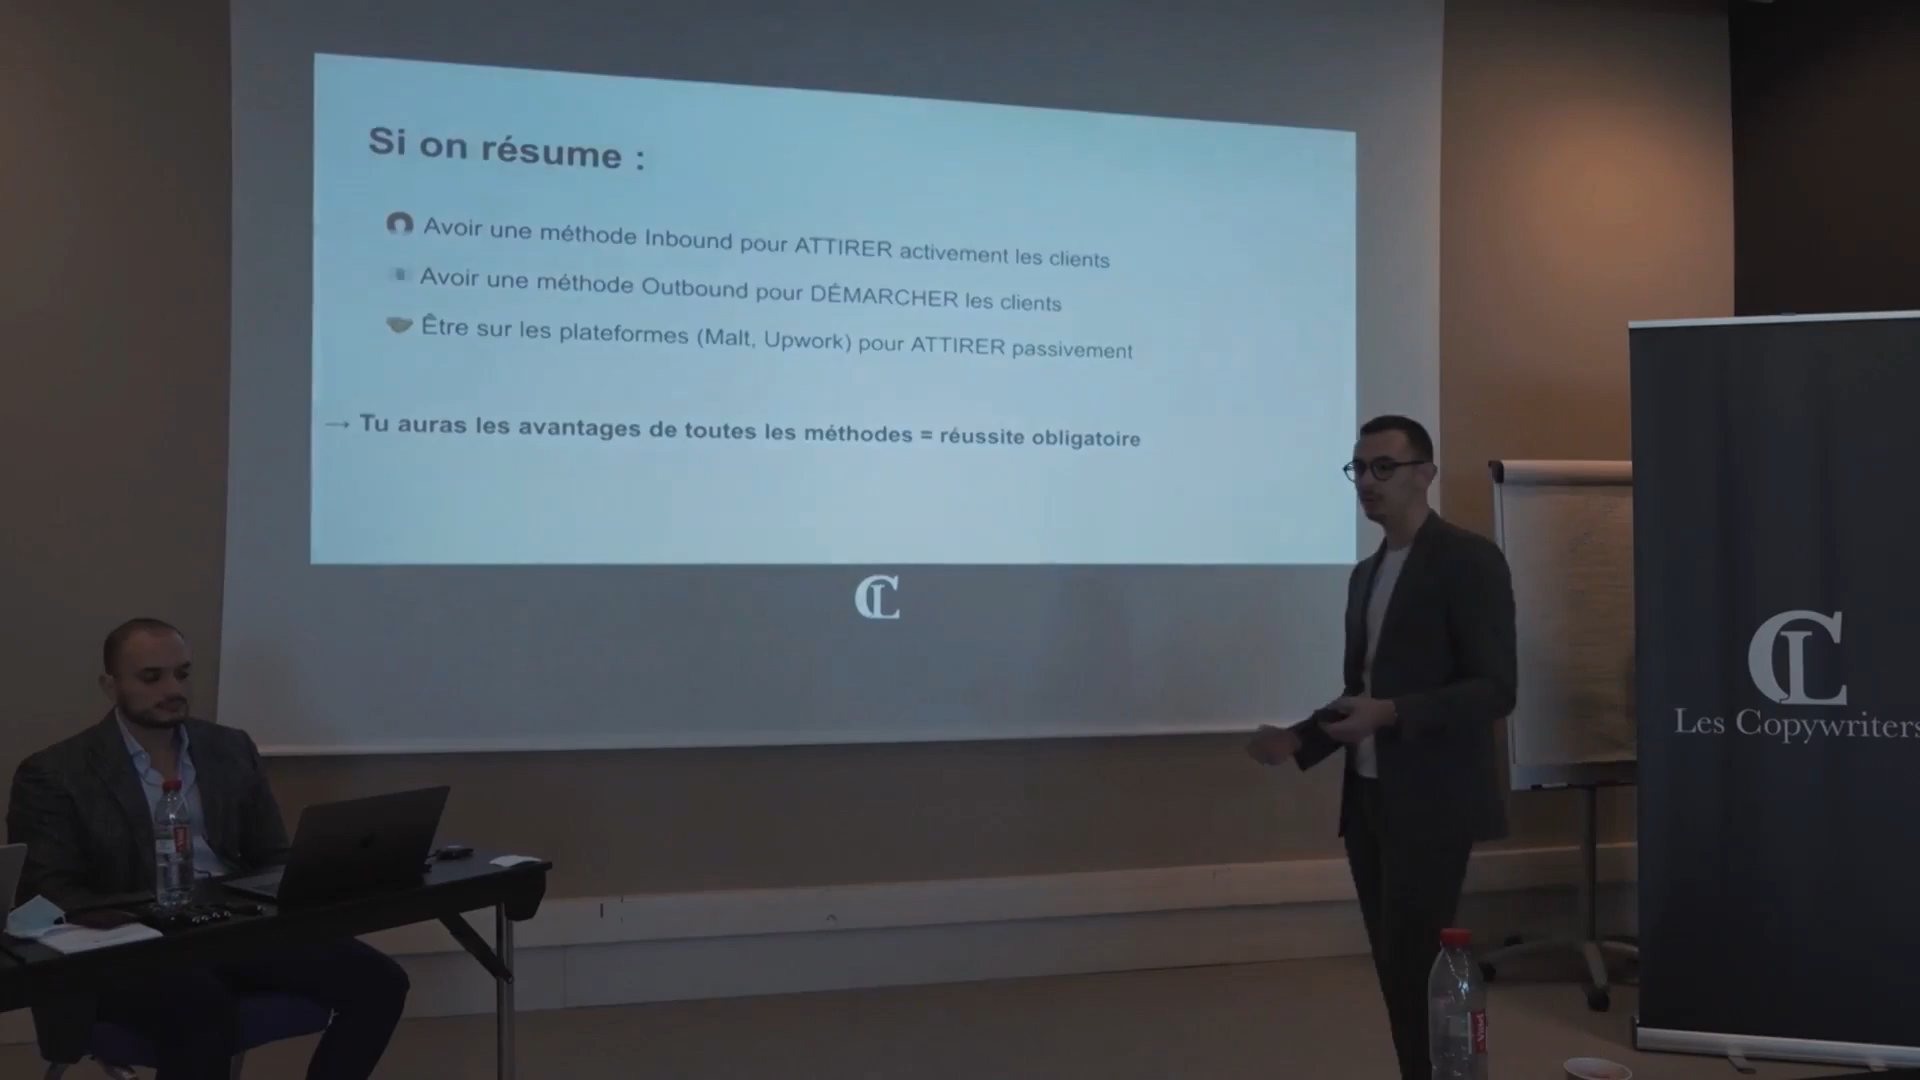 Si on résume :
Avoir une méthode Inbound pour ATTIRER activement les clients
Avoir une méthode Outbound pour DÉMARCHER les clients
Être sur les plateformes (Malt, Upwork) pour ATTIRER passivement
→ Tu auras les avantages de toutes les méthodes = réussite obligatoire
CL
CL
Les Copywriters
Vittel